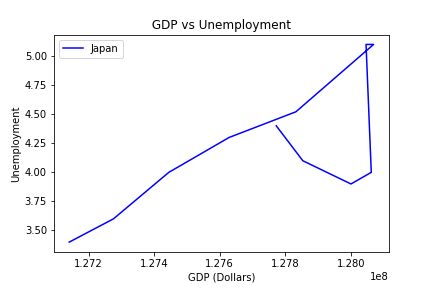 GDP vs Unemployment
Japan
5.00
4.75
4.50
4.25
4.00
3.75
3.50
Unemployment
1.272
1.274
1.276
1.278
1.280
1e8
GDP (Dollars)